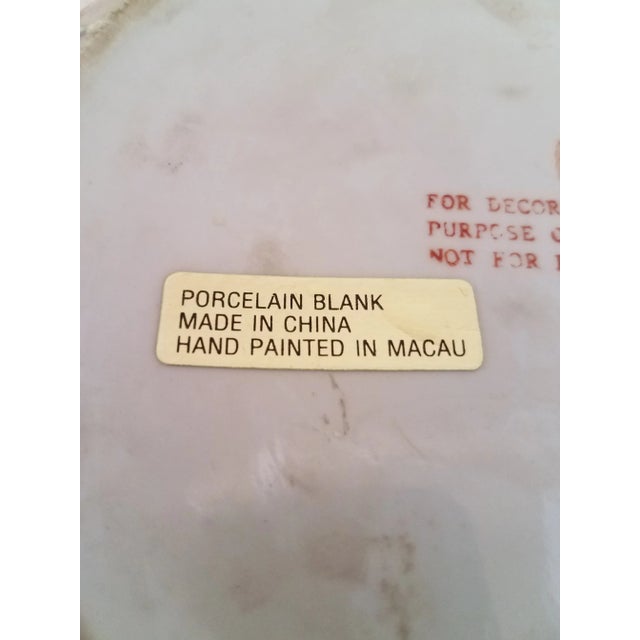 FOR DECOR
PURPOSE
NOT FOR
PORCELAIN BLANK
MADE IN CHINA
HAND PAINTED IN MACAU